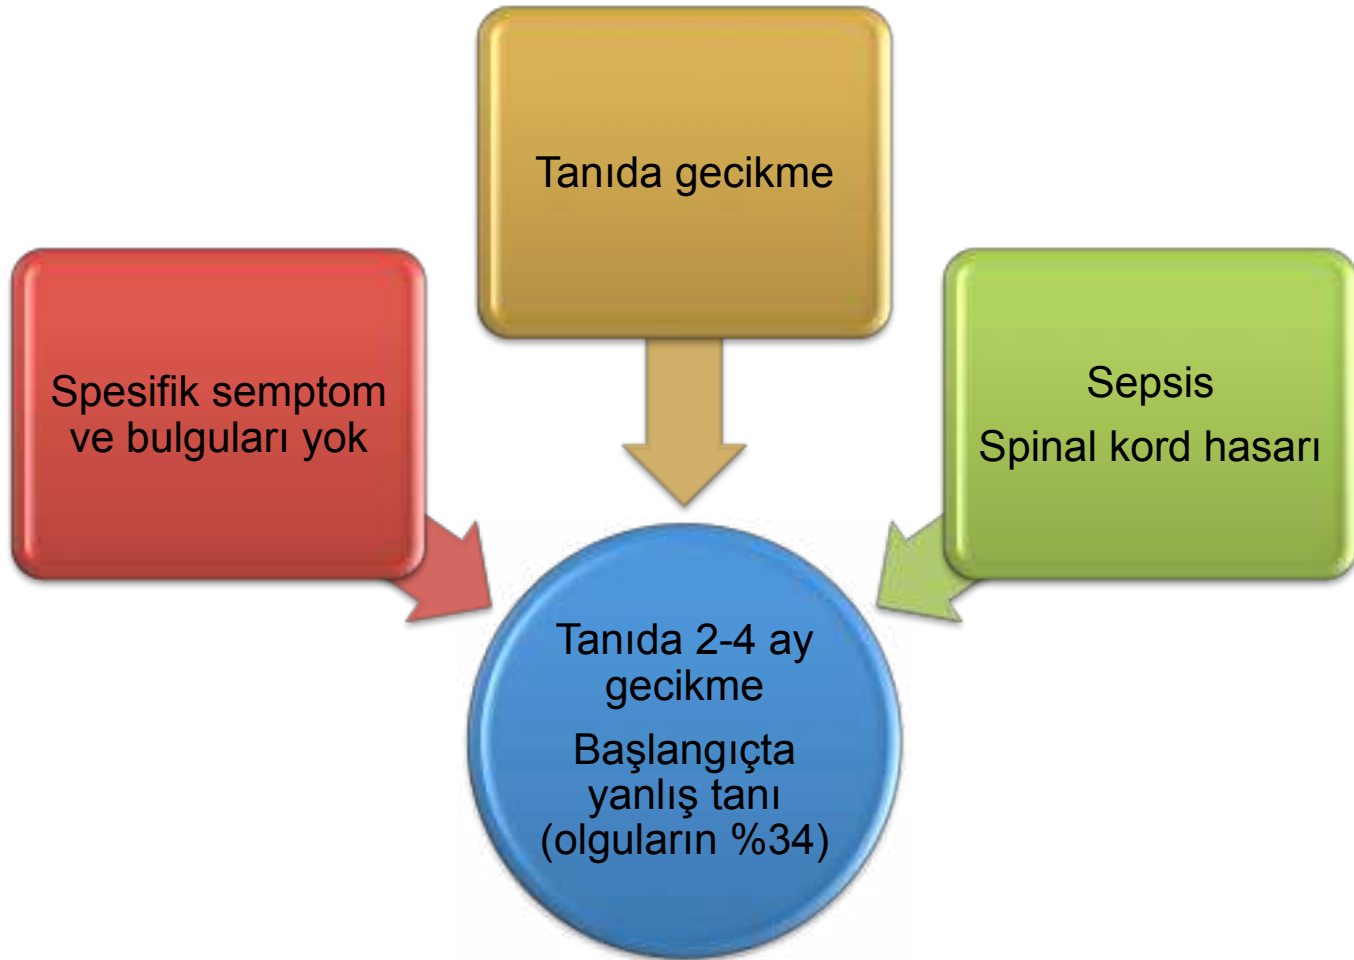 Tanıda gecikme
Spesifik semptom
ve bulguları yok
Sepsis
Spinal kord hasarı
Tanıda 2-4 ay
gecikme
Başlangıçta
yanlış tanı
(olguların %34)